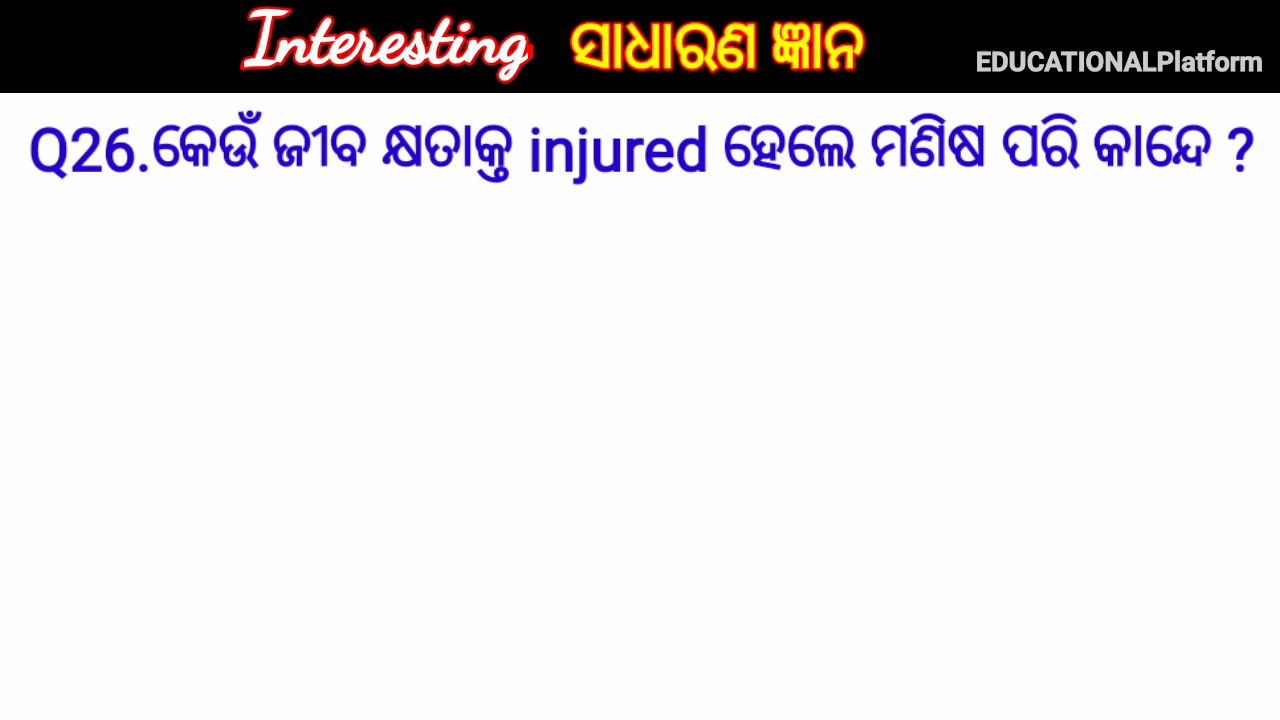 Interesting ସାଧାରଣ ଜ୍ଞାନ
EDUCATIONALPlatform
Q26.କେଉଁ ଜୀବ କ୍ଷତାକ୍ତ injured ହେଲେ ମଣିଷ ପରି କାନ୍ଦେ ?